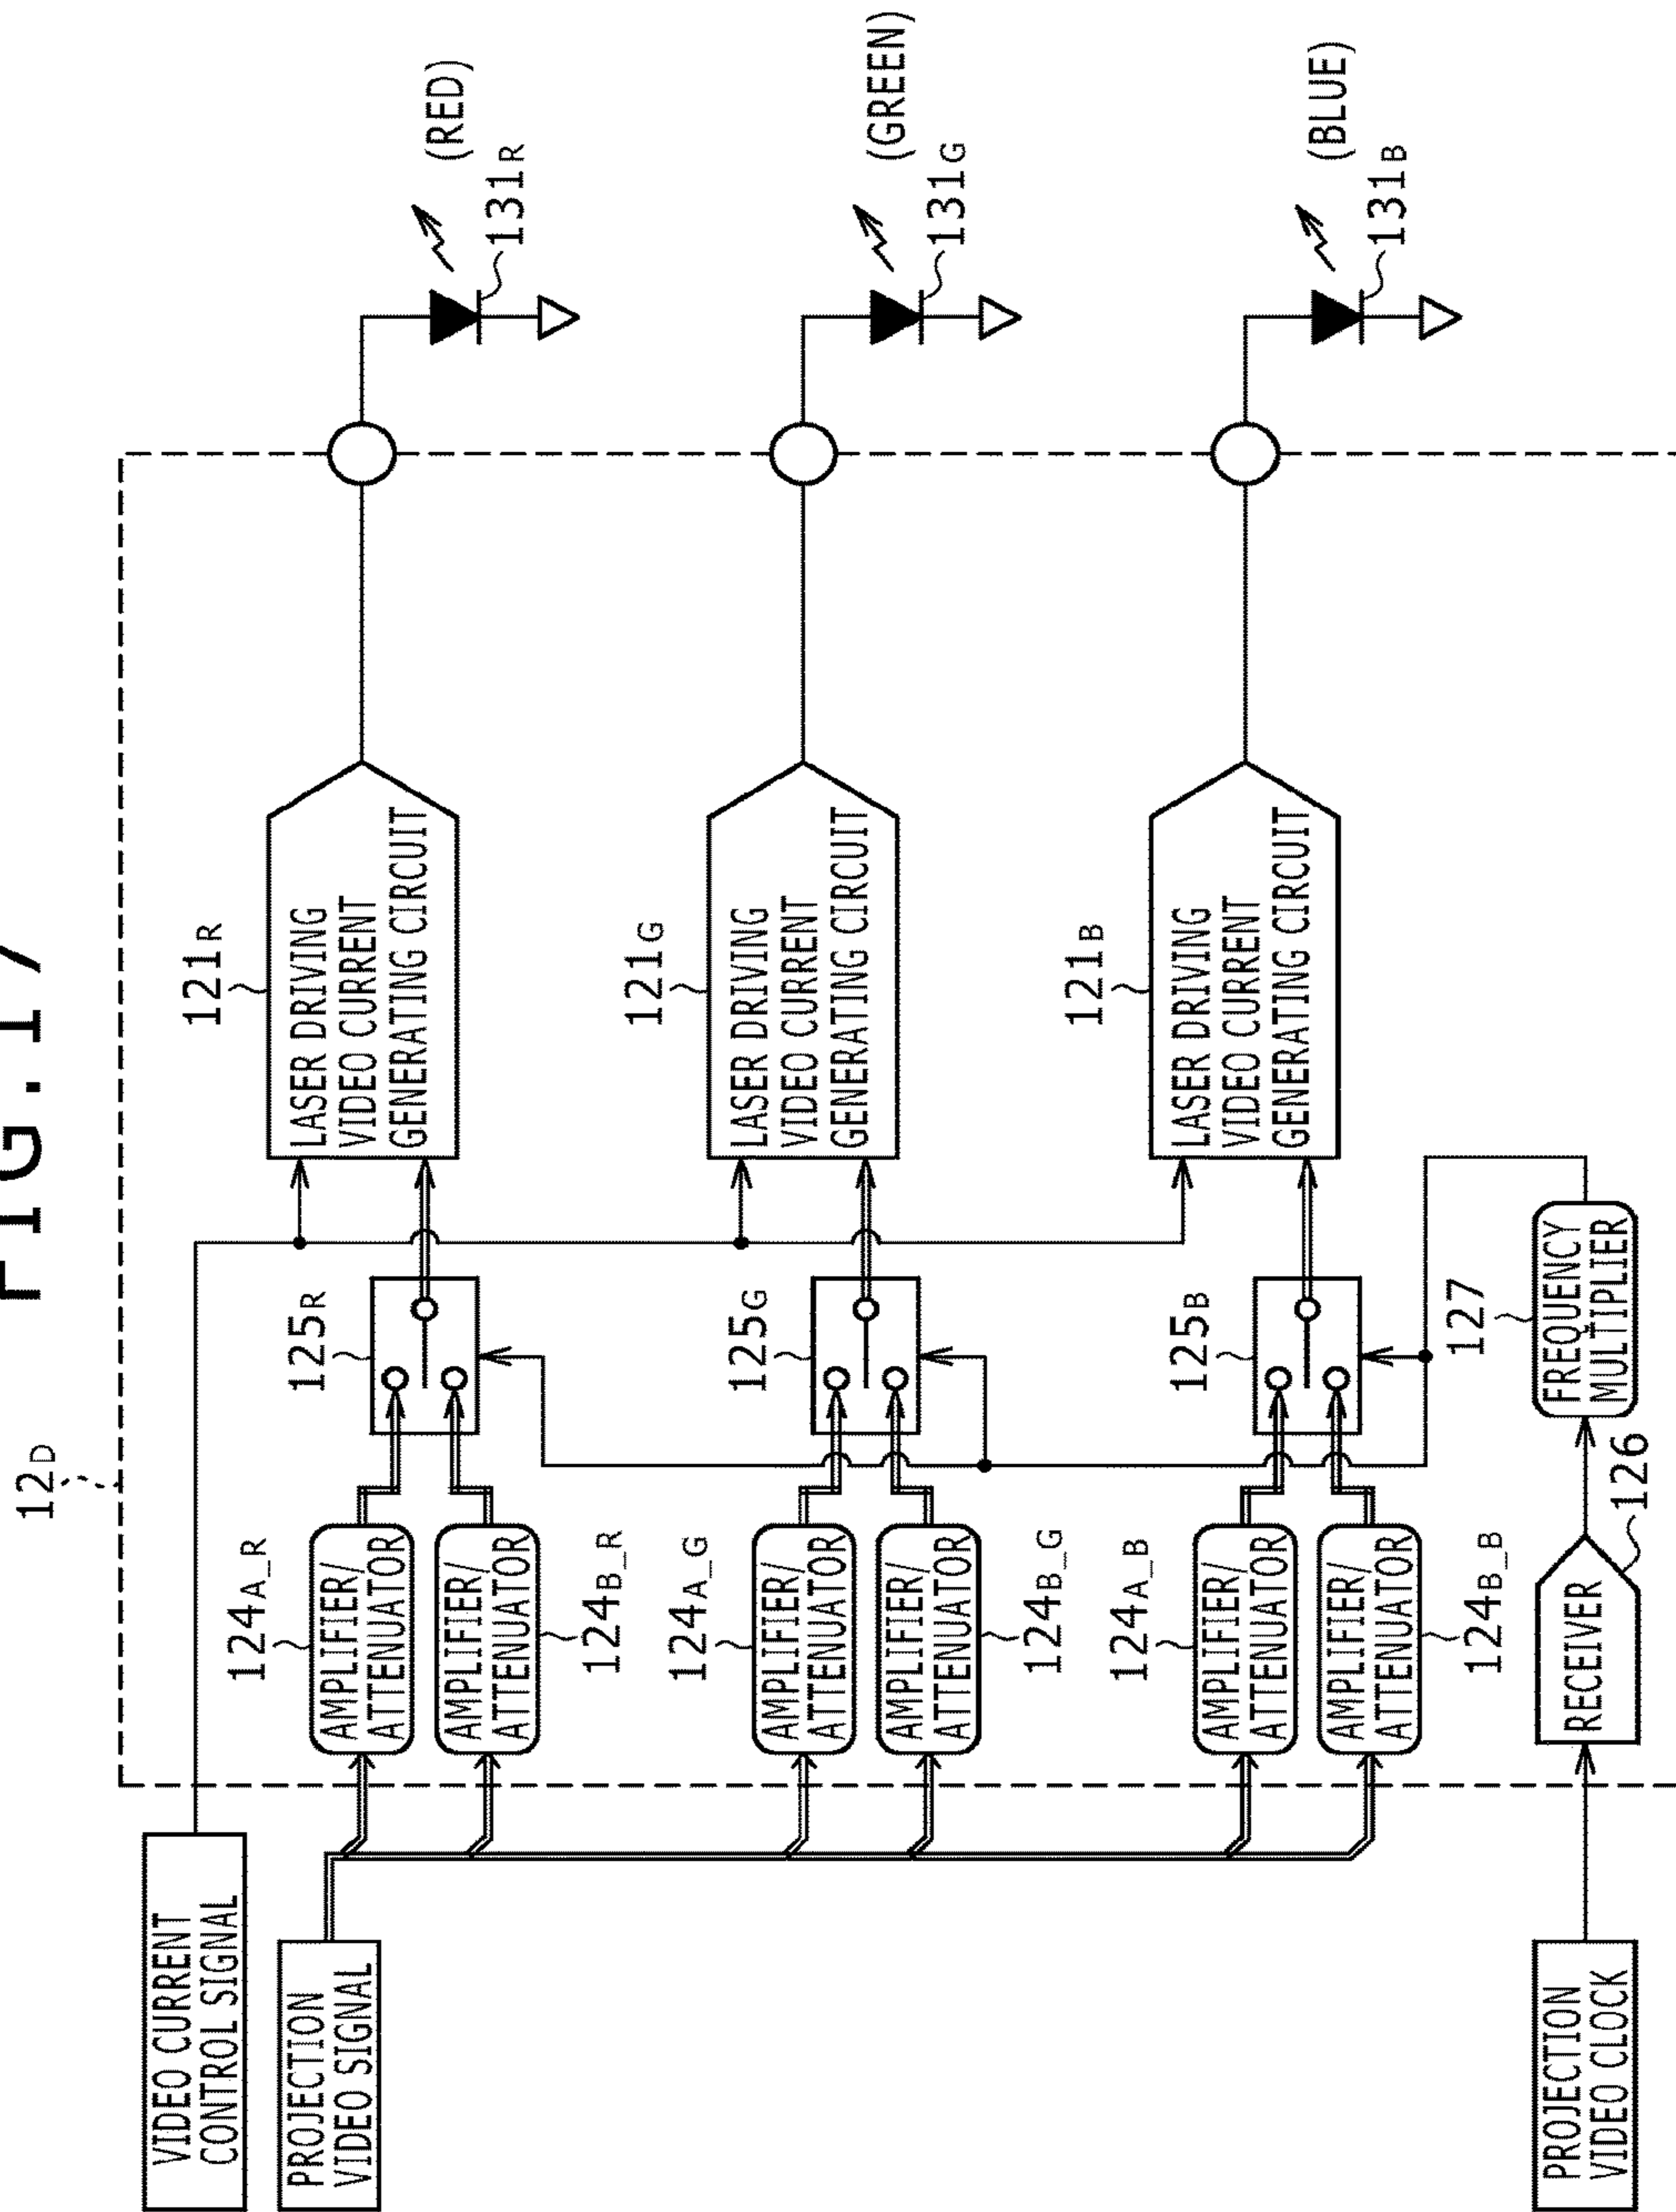 FIG.17
12D
VIDEO CURRENT
CONTROL SIGNAL
PROJECTION
VIDEO SIGNAL
PROJECTION
VIDEO CLOCK
124A_R
AMPLIFIER/
ATTENUATOR
AMPLIFIER/
ATTENUATOR
124B_R
125R
121R
LASER DRIVING
VIDEO CURRENT
GENERATING CIRCUIT
(RED)
131R
124A_G
AMPLIFIER/
ATTENUATOR
AMPLIFIER/
ATTENUATOR
124B_G
125G
121G
LASER DRIVING
VIDEO CURRENT
GENERATING CIRCUIT
(GREEN)
131G
124A_B
AMPLIFIER/
ATTENUATOR
AMPLIFIER/
ATTENUATOR
124B_B
125B
121B
LASER DRIVING
VIDEO CURRENT
GENERATING CIRCUIT
(BLUE)
131B
RECEIVER
126
127
FREQUENCY
MULTIPLIER